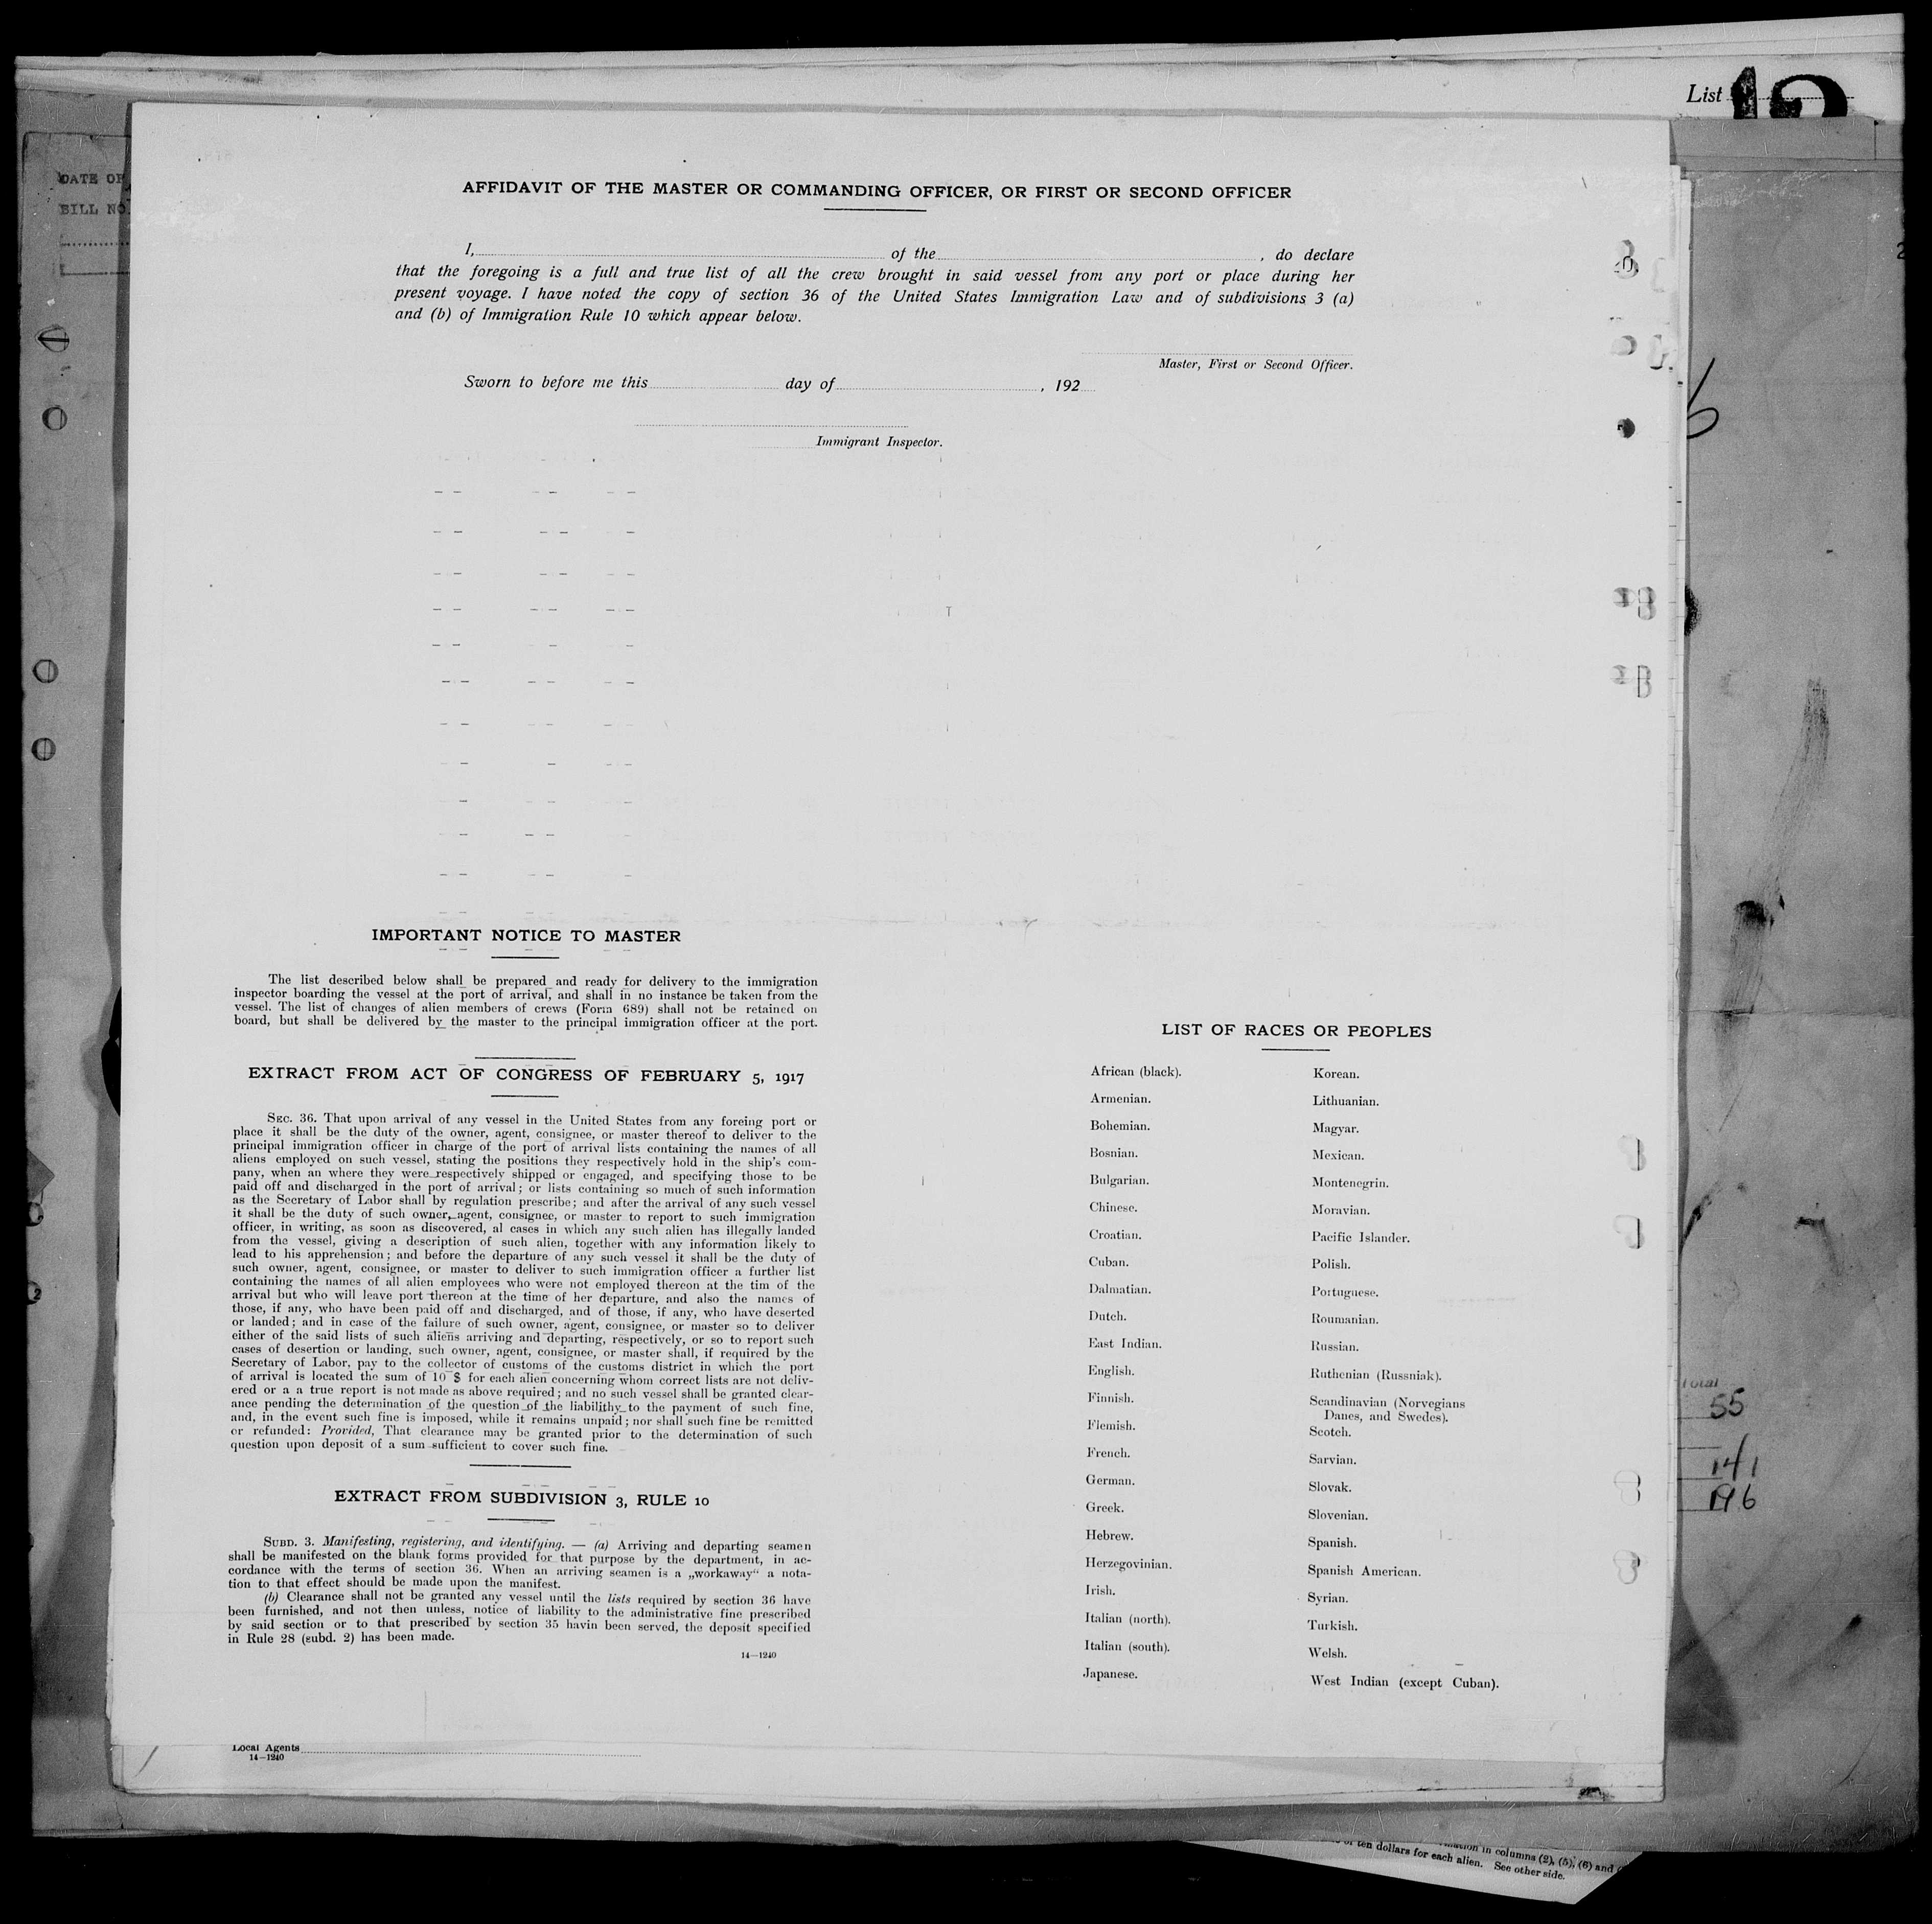 List
DATE OF
BILL NO.
AFFIDAVIT OF THE MASTER OR COMMANDING OFFICER, OR FIRST OR SECOND OFFICER
I, of the , do declare
that the foregoing is a full and true list of all the crew brought in said vessel from any port or place during her
present voyage. I have noted the copy of section 36 of the United States Immigration Law and of subdivisions 3 (a)
and (b) of Immigration Rule 10 which appear below.
Master, First or Second Officer.
Sworn to before me this day of , 192
Immigrant Inspector.
IMPORTANT NOTICE TO MASTER
The list described below shall be prepared and ready for delivery to the immigration
inspector boarding the vessel at the port of arrival, and shall in no instance be taken from the
vessel. The list of changes of alien members of crews (Form 689) shall not be retained on
board, but shall be delivered by the master to the principal immigration officer at the port.
EXTRACT FROM ACT OF CONGRESS OF FEBRUARY 5, 1917
SEC. 36. That upon arrival of any vessel in the United States from any foreing port or
place it shall be the duty of the owner, agent, consignee, or master thereof to deliver to the
principal immigration officer in charge of the port of arrival lists containing the names of all
aliens employed on such vessel, stating the positions they respectively hold in the ship's com-
pany, when an where they were respectively shipped or engaged, and specifying those to be
paid off and discharged in the port of arrival; or lists containing so much of such information
as the Secretary of Labor shall by regulation prescribe; and after the arrival of any such vessel
it shall be the duty of such owner, agent, consignee, or master to report to such immigration
officer, in writing, as soon as discovered, al cases in which any such alien has illegally landed
from the vessel, giving a description of such alien, together with any information likely to
lead to his apprehension; and before the departure of any such vessel it shall be the duty of
such owner, agent, consignee, or master to deliver to such immigration officer a further list
containing the names of all alien employees who were not employed thereon at the tim of the
arrival but who will leave port thereon at the time of her departure, and also the names of
those, if any, who have been paid off and discharged, and of those, if any, who have deserted
or landed; and in case of the failure of such owner, agent, consignee, or master so to deliver
either of the said lists of such aliens arriving and departing, respectively, or so to report such
cases of desertion or landing, such owner, agent, consignee, or master shall, if required by the
Secretary of Labor, pay to the collector of customs of the customs district in which the port
of arrival is located the sum of 10 $ for each alien concerning whom correct lists are not deliv-
ered or a a true report is not made as above required; and no such vessel shall be granted clear-
ance pending the determination of the question of the liabilithy to the payment of such fine,
and, in the event such fine is imposed, while it remains unpaid; nor shall such fine be remitted
or refunded: Provided, That clearance may be granted prior to the determination of such
question upon deposit of a sum sufficient to cover such fine.
EXTRACT FROM SUBDIVISION 3, RULE 10
SUBD. 3. Manifesting, registering, and identifying. — (a) Arriving and departing seamen
shall be manifested on the blank forms provided for that purpose by the department, in ac-
cordance with the terms of section 36. When an arriving seamen is a „workaway“ a nota-
tion to that effect should be made upon the manifest.
(b) Clearance shall not be granted any vessel until the lists required by section 36 have
been furnished, and not then unless, notice of liability to the administrative fine prescribed
by said section or to that prescribed by section 35 havin been served, the deposit specified
in Rule 28 (subd. 2) has been made.
14—1240
LIST OF RACES OR PEOPLES
African (black).
Armenian.
Bohemian.
Bosnian.
Bulgarian.
Chinese.
Croatian.
Cuban.
Dalmatian.
Dutch.
East Indian.
English.
Finnish.
Flemish.
French.
German.
Greek.
Hebrew.
Herzegovinian.
Irish.
Italian (north).
Italian (south).
Japanese.
Korean.
Lithuanian.
Magyar.
Mexican.
Montenegrin.
Moravian.
Pacific Islander.
Polish.
Portuguese.
Roumanian.
Russian.
Ruthenian (Russniak).
Scandinavian (Norwegians
Danes, and Swedes).
Scotch.
Sarvian.
Slovak.
Slovenian.
Spanish.
Spanish American.
Syrian.
Turkish.
Welsh.
West Indian (except Cuban).
Total
55
141
196
Local Agents
14—1240
in columns (2), (5), (6) and
of ten dollars for each alien. See other side.